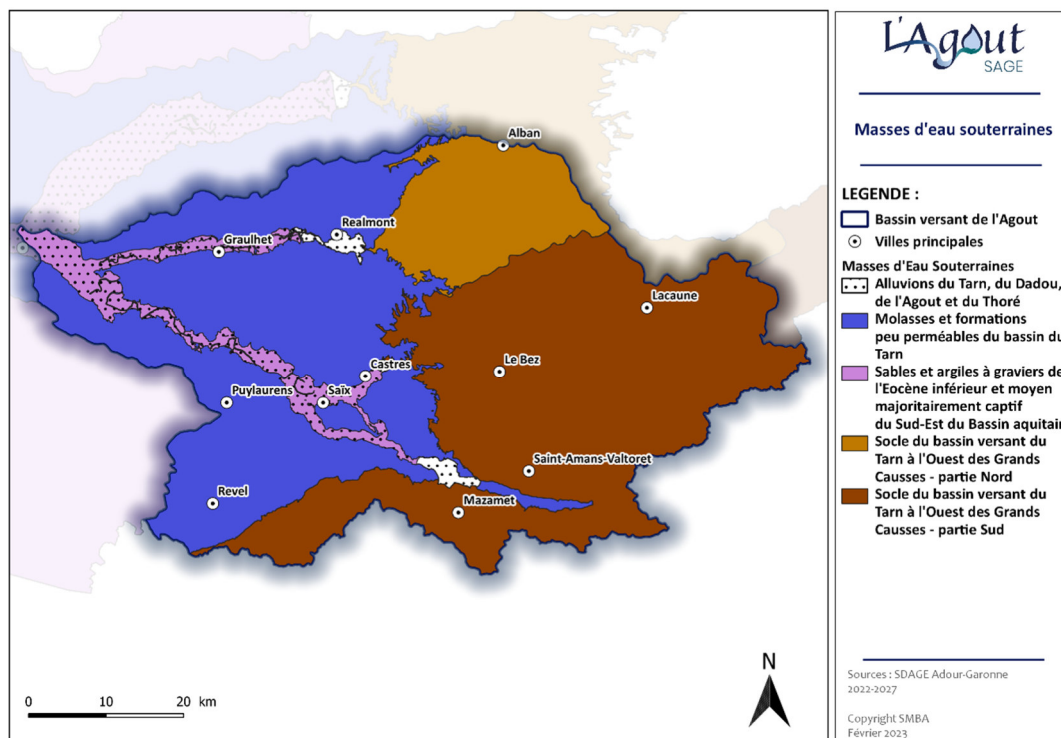 Alban
Realmont
Graulhet
Lacaune
Castres
Le Bez
Puylaurens
Saïx
Saint-Amans-Valtoret
Revel
Mazamet
0 10 20 km
N
L'Agout
SAGE
Masses d'eau souterraines
LEGENDE :
Bassin versant de l'Agout
Villes principales
Masses d'Eau Souterraines
Alluvions du Tarn, du Dadou,
de l'Agout et du Thoré
Molasses et formations
peu perméables du bassin du
Tarn
Sables et argiles à graviers de
l'Eocène inférieur et moyen
majoritairement captif
du Sud-Est du Bassin aquitai
Socle du bassin versant du
Tarn à l'Ouest des Grands
Causses - partie Nord
Socle du bassin versant du
Tarn à l'Ouest des Grands
Causses - partie Sud
Sources : SDAGE Adour-Garonne
2022-2027
Copyright SMBA
Février 2023